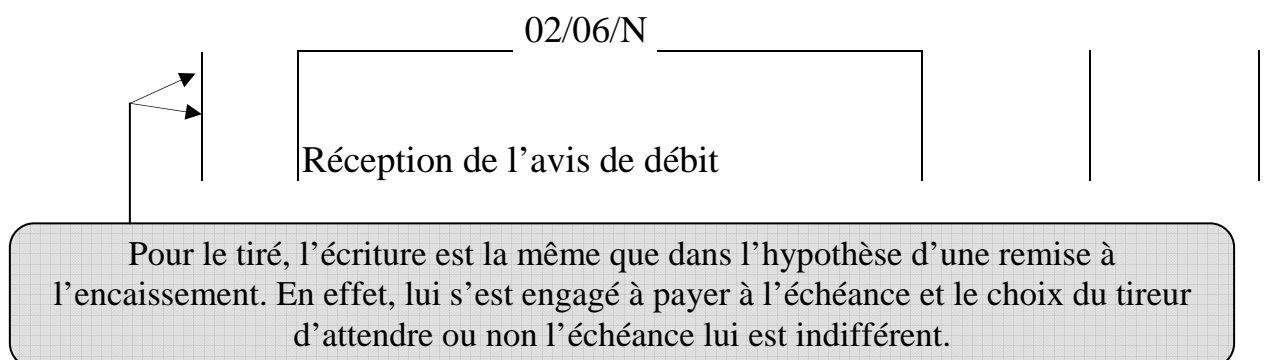 02/06/N
Réception de l’avis de débit
Pour le tiré, l’écriture est la même que dans l’hypothèse d’une remise à
l’encaissement. En effet, lui s’est engagé à payer à l’échéance et le choix du tireur
d’attendre ou non l’échéance lui est indifférent.